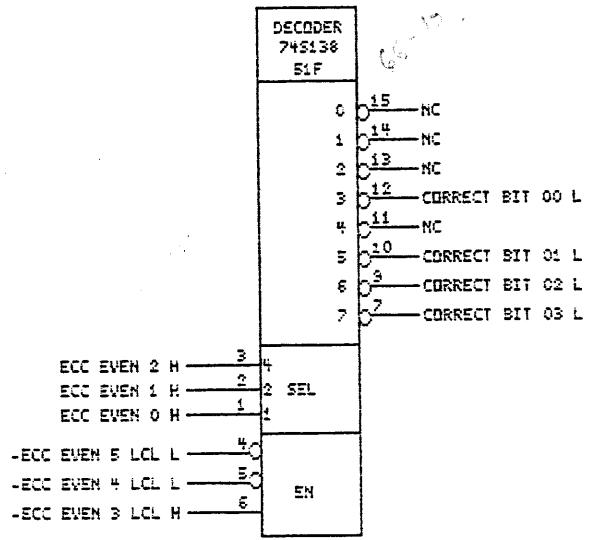 DECODER
74S138
51F
0 15 NC
1 14 NC
2 13 NC
3 12 CORRECT BIT 00 L
4 11 NC
5 10 CORRECT BIT 01 L
6 9 CORRECT BIT 02 L
7 7 CORRECT BIT 03 L
ECC EVEN 2 H 3 4
ECC EVEN 1 H 2 2 SEL
ECC EVEN 0 H 1 1
-ECC EVEN 5 LCL L 4
-ECC EVEN 4 LCL L 5 EN
-ECC EVEN 3 LCL H 6